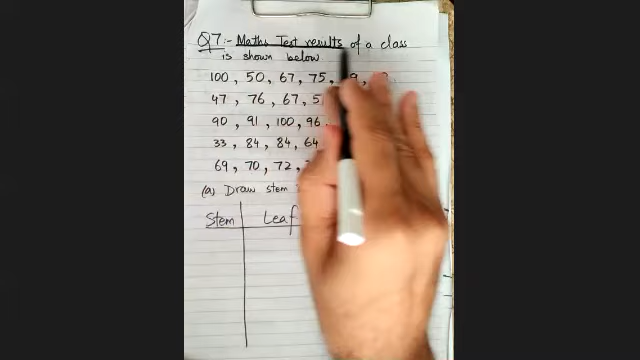 Q7:- Maths Test results of a class
is shown below
100, 50, 67, 75,
47, 76, 67,
90, 91, 100, 96
33, 84, 84, 64
69, 70, 72,
(a) Draw stem
Stem Leaf